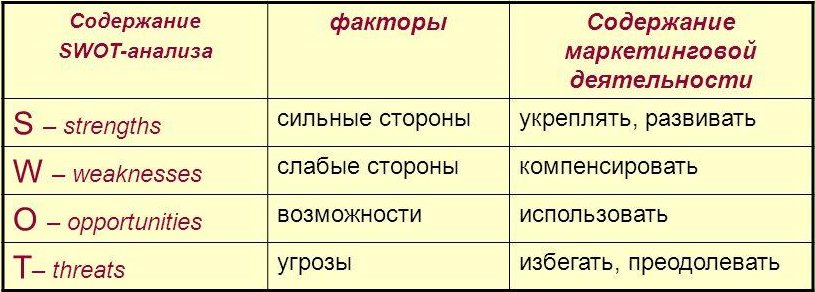 Содержание SWOT-анализа
факторы
Содержание маркетинговой деятельности
S – strengths
сильные стороны
укреплять, развивать
W – weaknesses
слабые стороны
компенсировать
O – opportunities
возможности
использовать
T– threats
угрозы
избегать, преодолевать